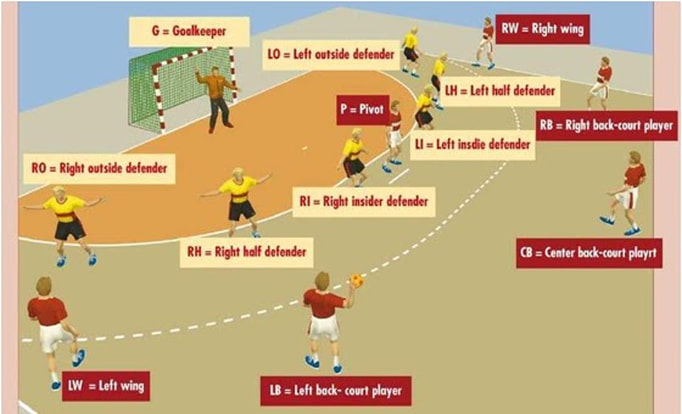 G = Goalkeeper
RW = Right wing
LO = Left outside defender
LH = Left half defender
P = Pivot
RB = Right back-court player
LI = Left insdie defender
RO = Right outside defender
RI = Right insider defender
RH = Right half defender
CB = Center back-court playrt
LW = Left wing
LB = Left back- court player